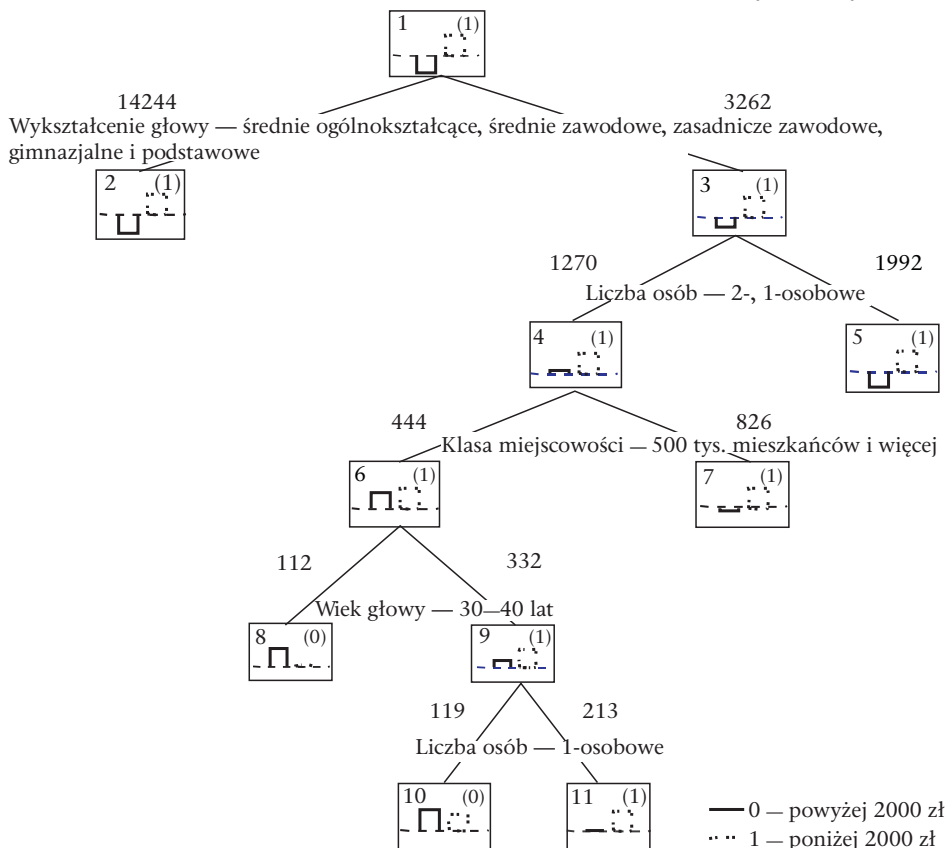 1 (1)
14244 3262
Wykształcenie głowy — średnie ogólnokształcące, średnie zawodowe, zasadnicze zawodowe,
gimnazjalne i podstawowe
2 (1) 3 (1)
1270 1992
Liczba osób — 2-, 1-osobowe
4 (1) 5 (1)
444 826
Klasa miejscowości — 500 tys. mieszkańców i więcej
6 (1) 7 (1)
112 332
Wiek głowy — 30—40 lat
8 (0) 9 (1)
119 213
Liczba osób — 1-osobowe
10 (0) 11 (1)
0 — powyżej 2000 zł
1 — poniżej 2000 zł